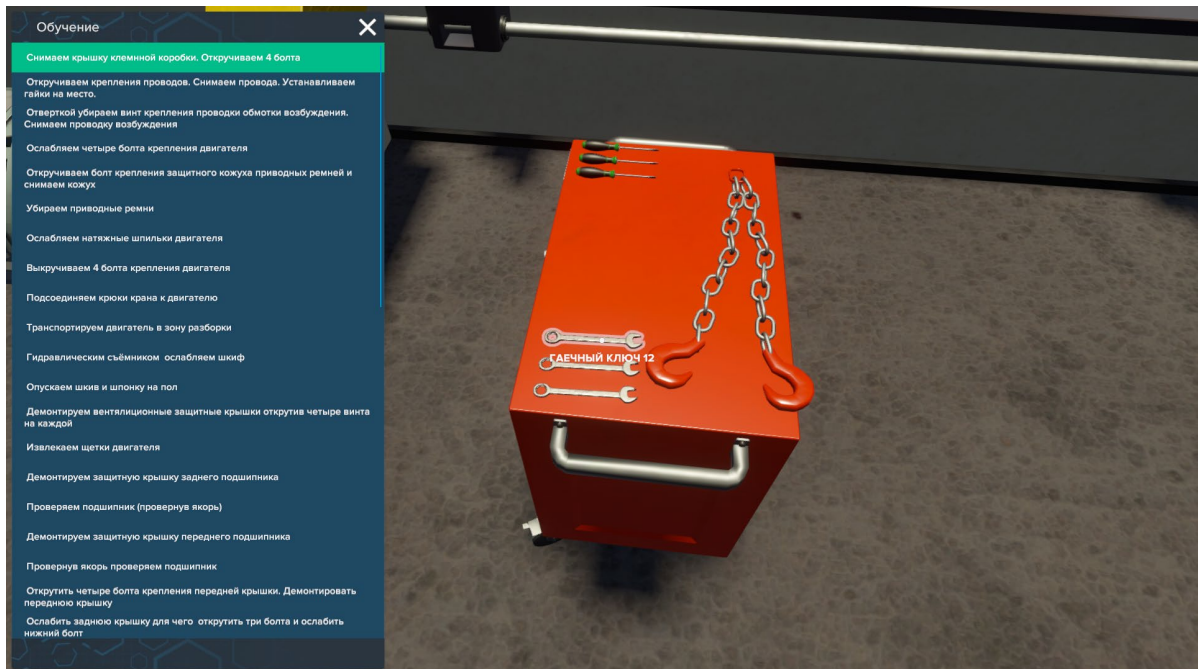 Обучение
Снимаем крышку клемнной коробки. Откручиваем 4 болта
Откручиваем крепления проводов. Снимаем провода. Устанавливаем
гайки на место.
Отверткой убираем винт крепления проводки обмотки возбуждения.
Снимаем проводку возбуждения
Ослабляем четыре болта крепления двигателя
Откручиваем болт крепления защитного кожуха приводных ремней и
снимаем кожух
Убираем приводные ремни
Ослабляем натяжные шпильки двигателя
Выкручиваем 4 болта крепления двигателя
Подсоединяем крюки крана к двигателю
Транспортируем двигатель в зону разборки
Гидравлическим съёмником ослабляем шкиф
Опускаем шкив и шпонку на пол
Демонтируем вентялиционные защитные крышки открутив четыре винта
на каждой
Извлекаем щетки двигателя
Демонтируем защитную крышку заднего подшипника
Проверяем подшипник (провернув якорь)
Демонтируем защитную крышку переднего подшипника
Провернув якорь проверяем подшипник
Открутить четыре болта крепления передней крышки. Демонтировать
переднюю крышку
Ослабить заднюю крышку для чего открутить три болта и ослабить
нижний болт
ГАЕЧНЫЙ КЛЮЧ 12